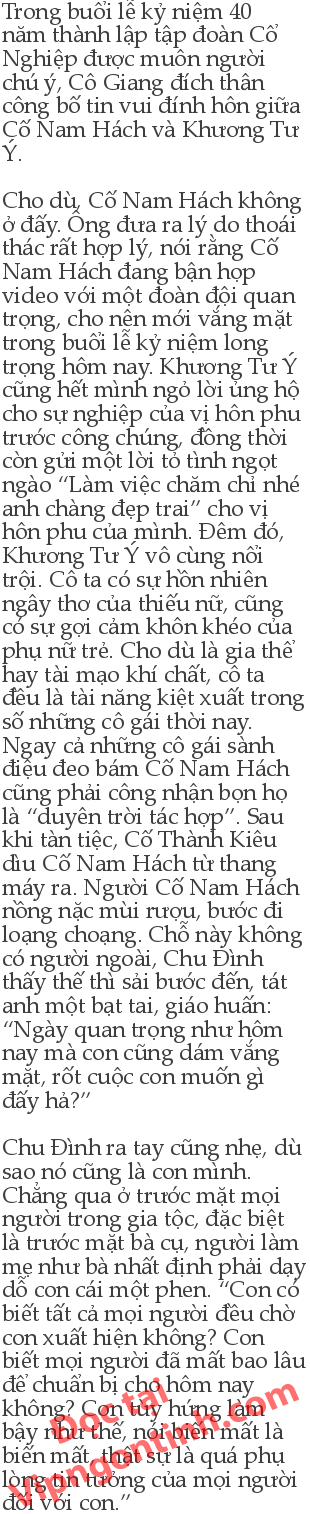 Trong buổi lễ kỷ niệm 40
năm thành lập tập đoàn Cổ
Nghiệp được muôn người
chú ý, Cô Giang đích thân
công bố tin vui đính hôn giữa
Cố Nam Hách và Khương Tư
Ý.
Cho dù, Cố Nam Hách không
ở đấy. Ông đưa ra lý do thoái
thác rất hợp lý, nói rằng Cố
Nam Hách đang bận họp
video với một đoàn đội quan
trọng, cho nên mới vắng mặt
trong buổi lễ kỷ niệm long
trọng hôm nay. Khương Tư Ý
cũng hết mình ngỏ lời ủng hộ
cho sự nghiệp của vị hôn phu
trước công chúng, đồng thời
còn gửi một lời tỏ tình ngọt
ngào “Làm việc chăm chỉ nhé
anh chàng đẹp trai” cho vị
hôn phu của mình. Đêm đó,
Khương Tư Ý vô cùng nổi
trội. Cô ta có sự hồn nhiên
ngây thơ của thiếu nữ, cũng
có sự gợi cảm khôn khéo của
phụ nữ trẻ. Cho dù là gia thế
hay tài mạo khí chất, cô ta
đều là tài năng kiệt xuất trong
số những cô gái thời nay.
Ngay cả những cô gái sành
điệu đeo bám Cố Nam Hách
cũng phải công nhận bọn họ
là “duyên trời tác hợp”. Sau
khi tàn tiệc, Cố Thành Kiêu
dìu Cố Nam Hách từ thang
máy ra. Người Cố Nam Hách
nồng nặc mùi rượu, bước đi
loạng choạng. Chỗ này không
có người ngoài, Chu Đình
thấy thế thì sải bước đến, tát
anh một bạt tai, giáo huấn:
“Ngày quan trọng như hôm
nay mà con cũng dám vắng
mặt, rốt cuộc con muốn gì
đấy hả?”
Chu Đình ra tay cũng nhẹ, dù
sao nó cũng là con mình.
Chẳng qua ở trước mặt mọi
người trong gia tộc, đặc biệt
là trước mặt bà cụ, người làm
mẹ như bà nhất định phải dạy
dỗ con cái một phen. “Con có
biết tất cả mọi người đều chờ
con xuất hiện không? Con
biết mọi người đã mất bao lâu
để chuẩn bị cho hôm nay
không? Con tùy hứng làm
bậy như thế, nói biến mất là
biến mất, thật sự là quá phụ
lòng tin tưởng của mọi người
đối với con.”
Đọc tại
Vipngontinh.com